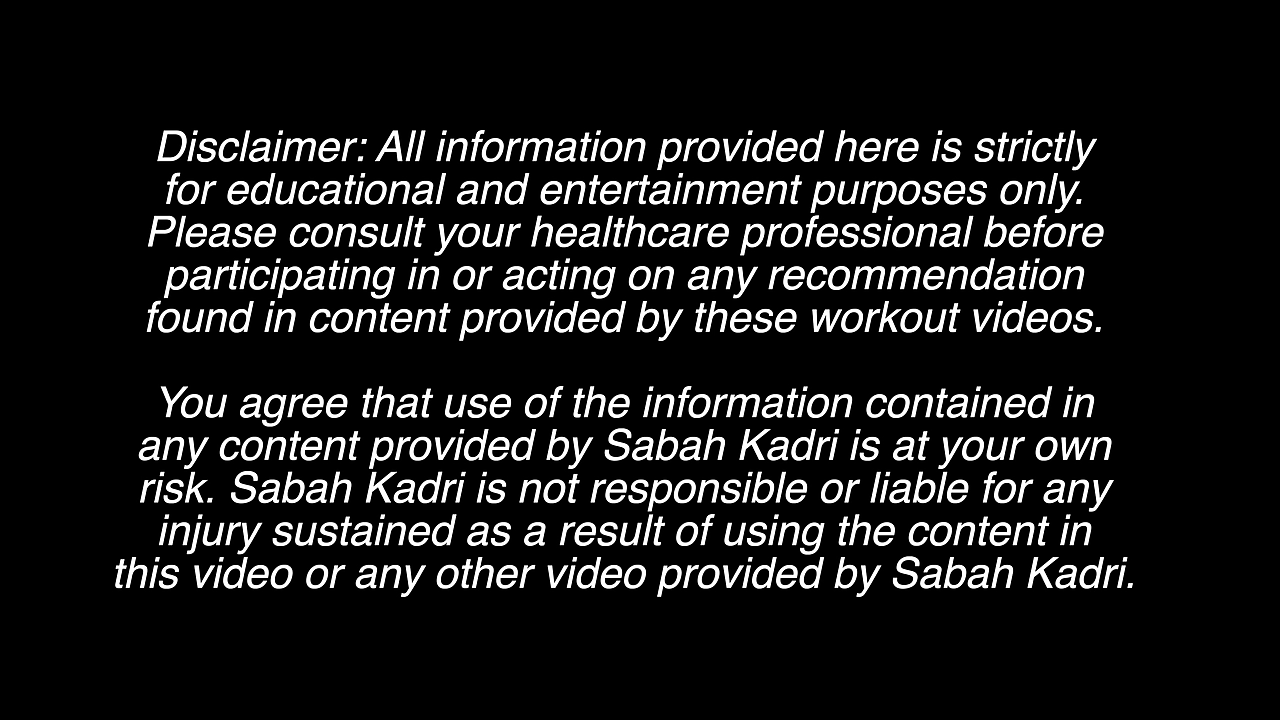 Disclaimer: All information provided here is strictly
for educational and entertainment purposes only.
Please consult your healthcare professional before
participating in or acting on any recommendation
found in content provided by these workout videos.
You agree that use of the information contained in
any content provided by Sabah Kadri is at your own
risk. Sabah Kadri is not responsible or liable for any
injury sustained as a result of using the content in
this video or any other video provided by Sabah Kadri.